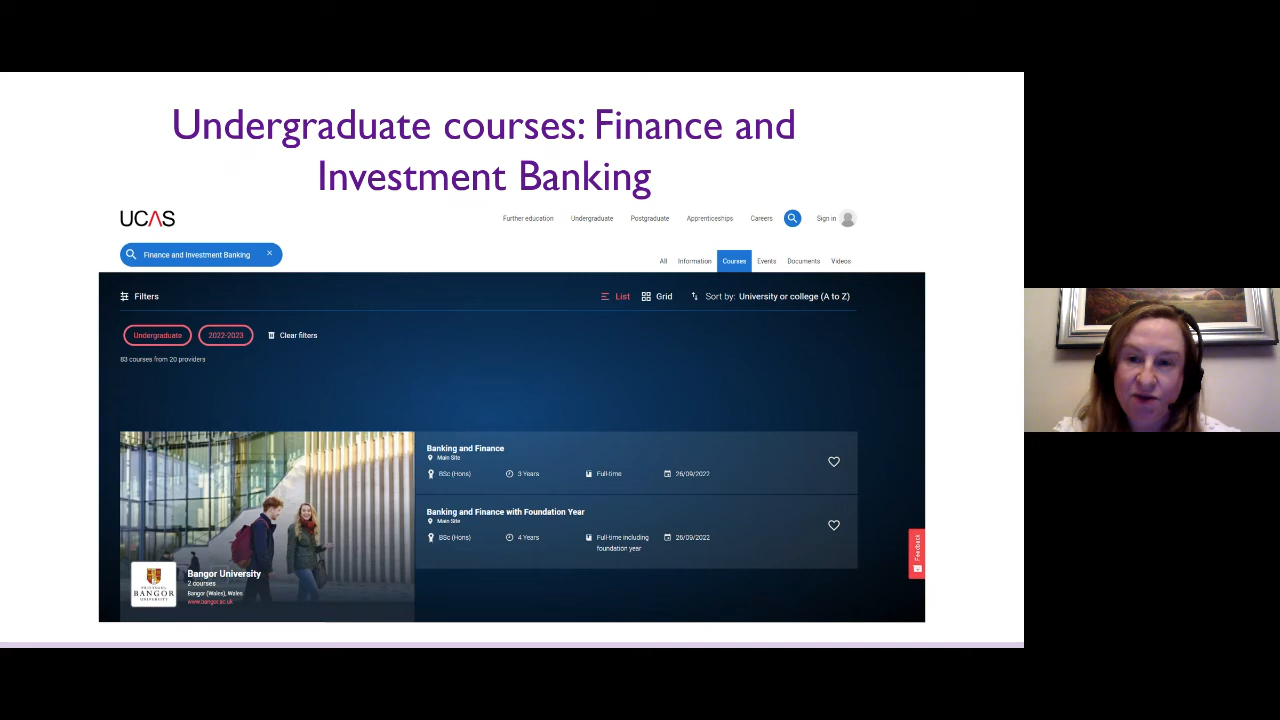 Undergraduate courses: Finance and
Investment Banking
UCAS
Further education Undergraduate Postgraduate Apprenticeships Careers Sign in
Finance and Investment Banking ×
All Information Courses Events Documents Videos
Filters List Grid Sort by: University or college (A to Z)
Undergraduate 2022-2023 Clear filters
83 courses from 20 providers
Banking and Finance
Main Site
BSc (Hons) 3 Years Full-time 26/09/2022
Banking and Finance with Foundation Year
Main Site
BSc (Hons) 4 Years Full-time including 26/09/2022
foundation year
Feedback
Bangor University
2 courses
Bangor (Wales), Wales
www.bangor.ac.uk
BANGOR
UNIVERSITY